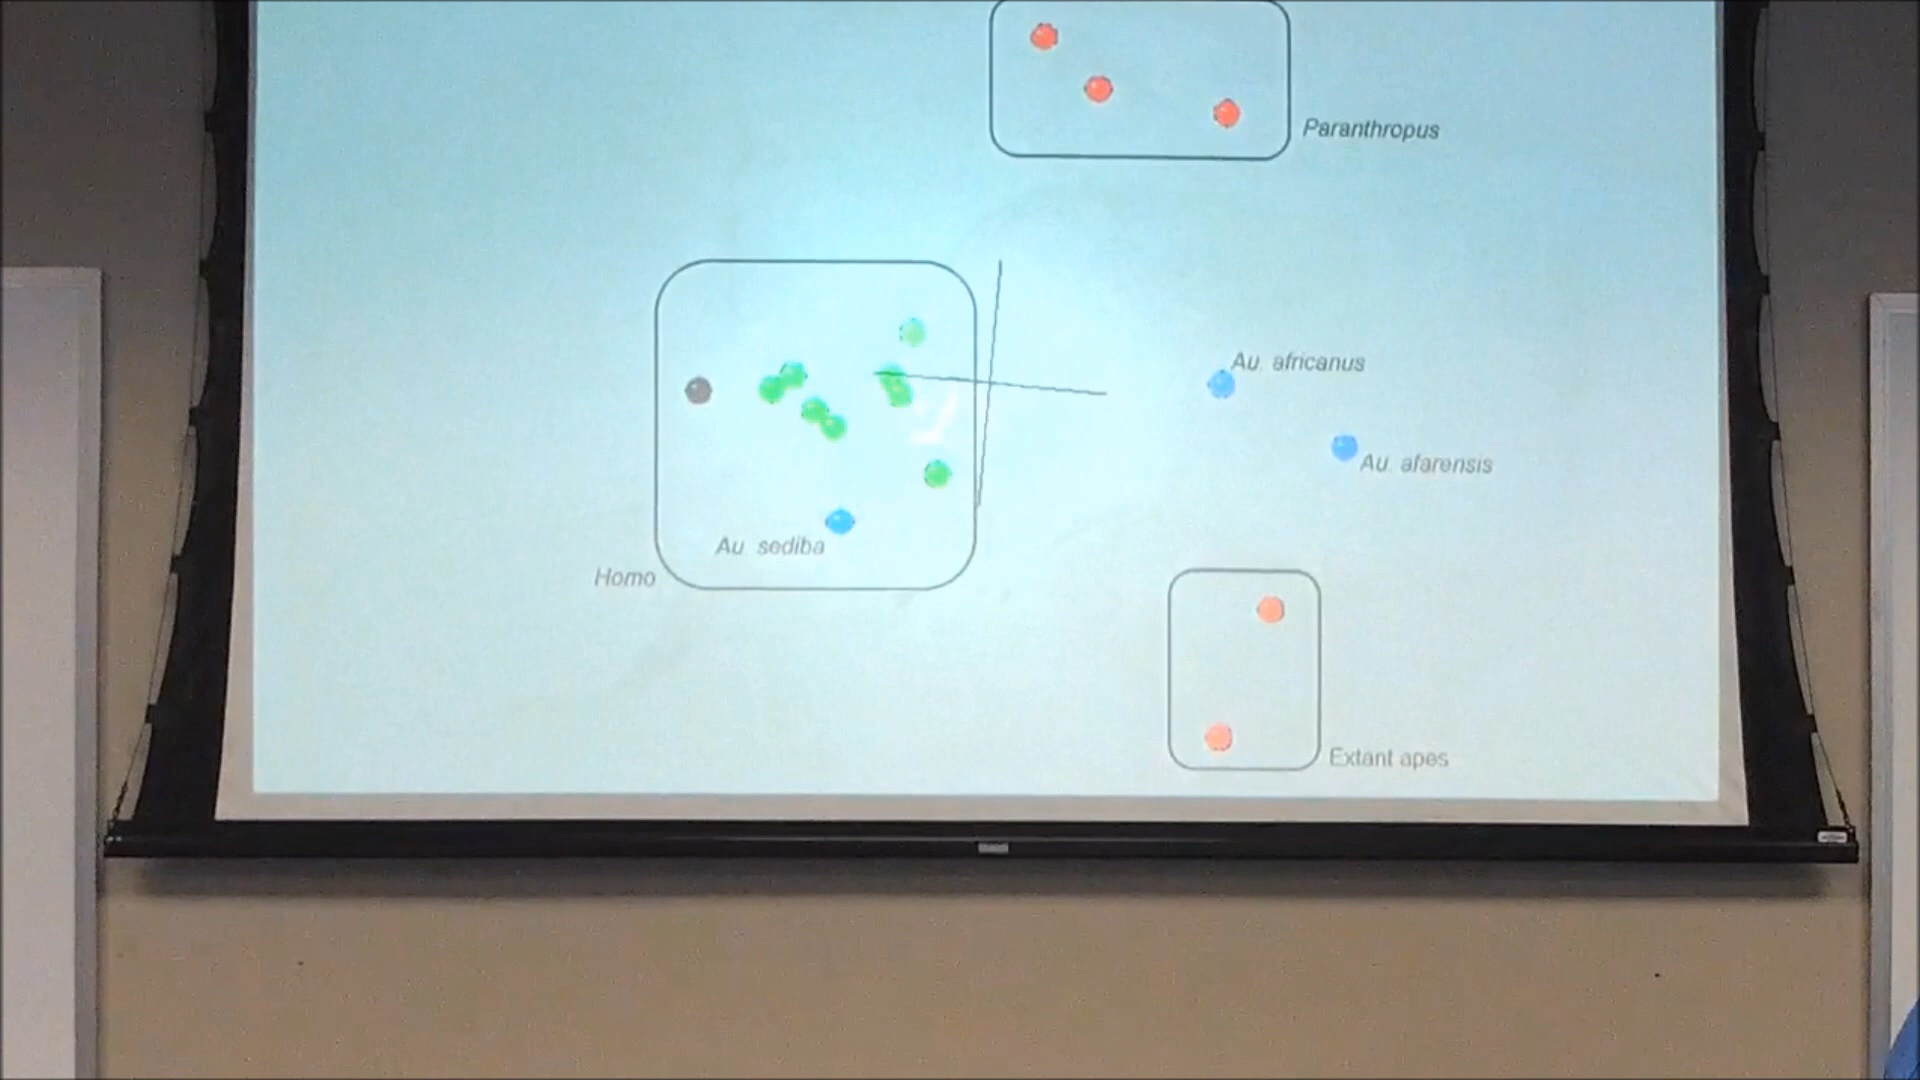 Paranthropus
Au. africanus
Au. afarensis
Au. sediba
Homo
Extant apes